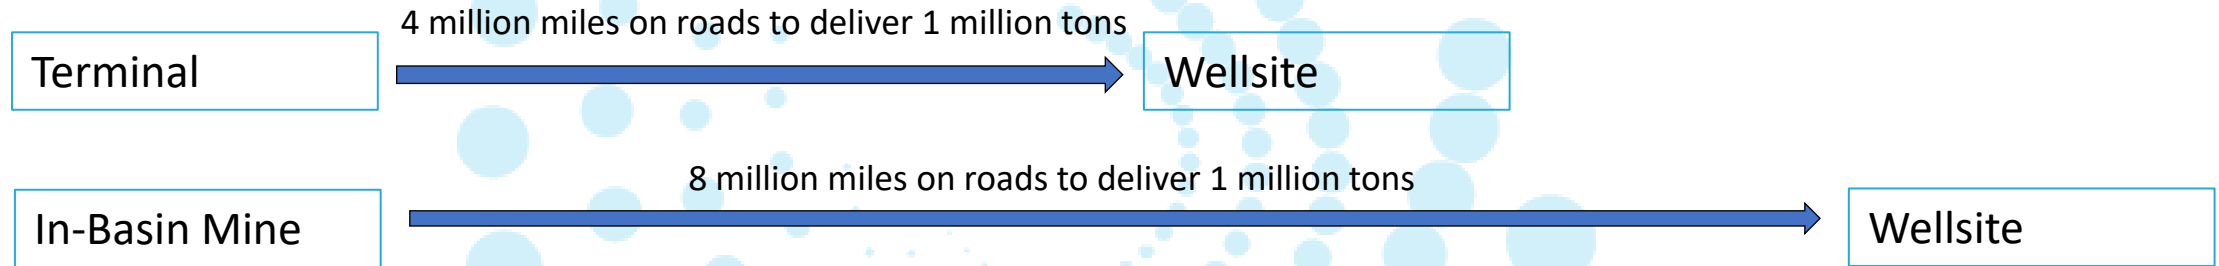 4 million miles on roads to deliver 1 million tons
Terminal
Wellsite
8 million miles on roads to deliver 1 million tons
In-Basin Mine
Wellsite